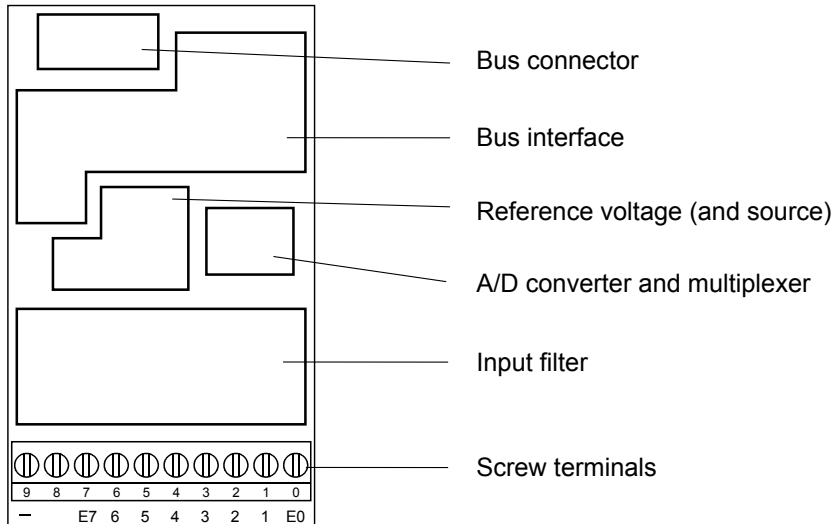 Bus connector
Bus interface
Reference voltage (and source)
A/D converter and multiplexer
Input filter
Screw terminals
9 8 7 6 5 4 3 2 1 0
– E7 6 5 4 3 2 1 E0